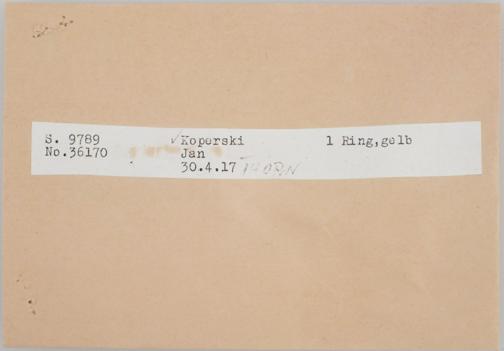 S. 9789 ✓Koperski 1 Ring,gelb
No.36170 Jan
30.4.17 THORN